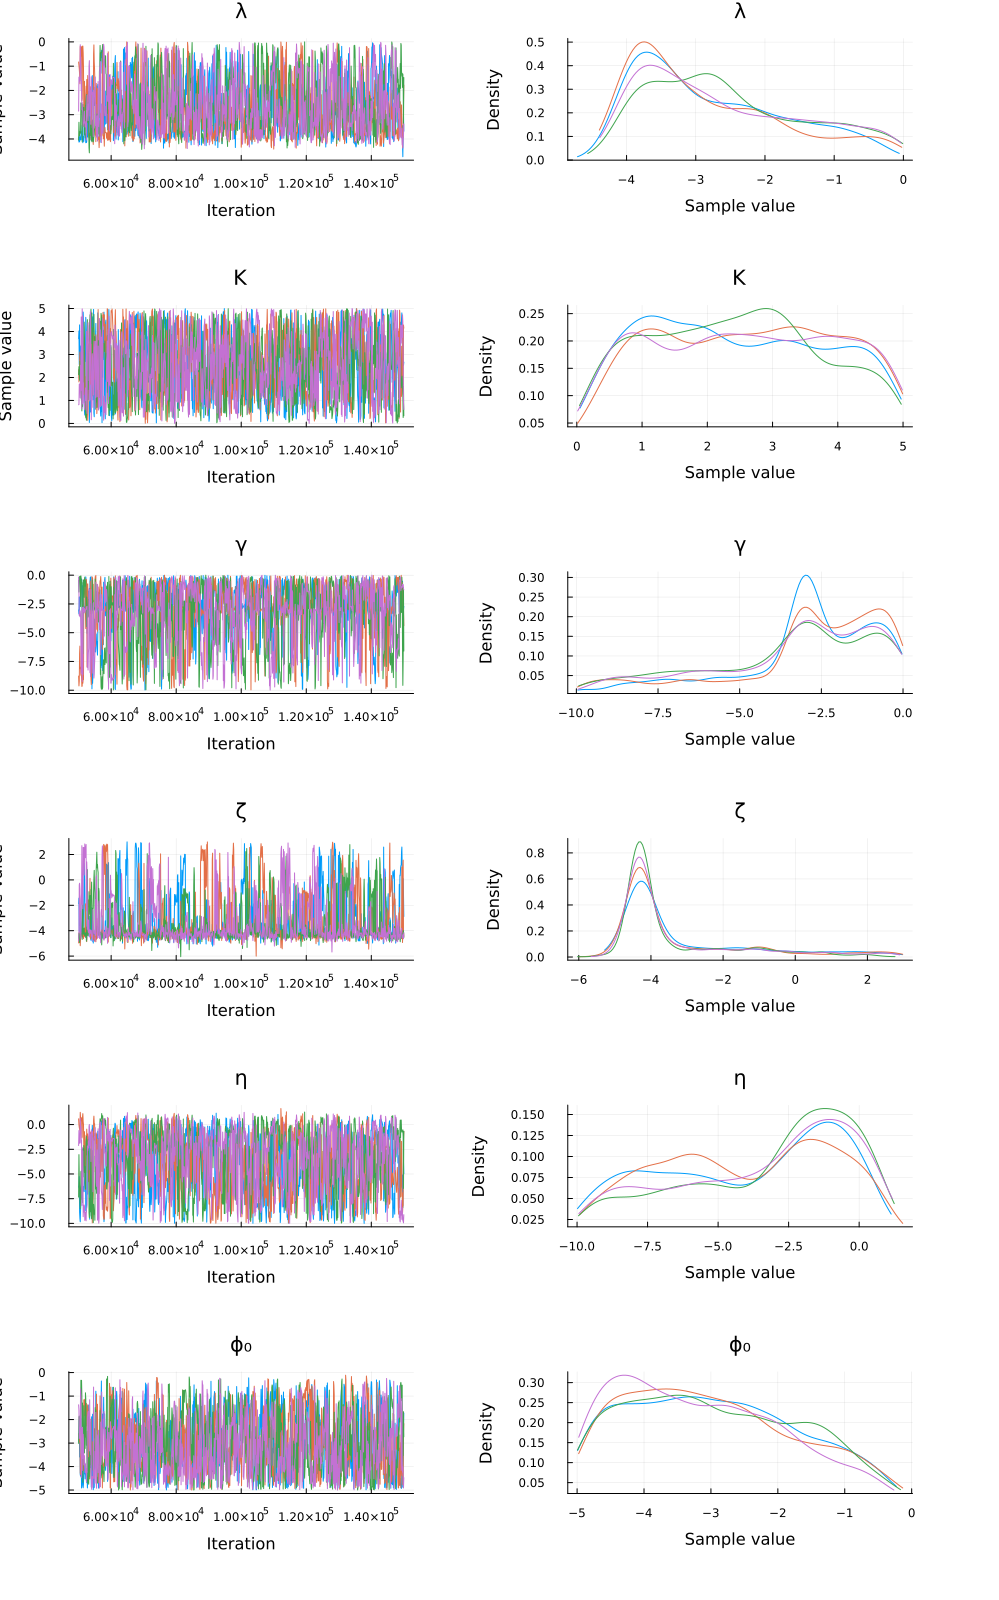 λ
λ
0
−1
−2
−3
−4
6.00×10⁴ 8.00×10⁴ 1.00×10⁵ 1.20×10⁵ 1.40×10⁵
Iteration
Sample value
0.5
0.4
0.3
0.2
0.1
0.0
−4 −3 −2 −1 0
Sample value
Density
K
K
5
4
3
2
1
0
6.00×10⁴ 8.00×10⁴ 1.00×10⁵ 1.20×10⁵ 1.40×10⁵
Iteration
Sample value
0.25
0.20
0.15
0.10
0.05
0 1 2 3 4 5
Sample value
Density
γ
γ
0.0
−2.5
−5.0
−7.5
−10.0
6.00×10⁴ 8.00×10⁴ 1.00×10⁵ 1.20×10⁵ 1.40×10⁵
Iteration
0.30
0.25
0.20
0.15
0.10
0.05
−10.0 −7.5 −5.0 −2.5 0.0
Sample value
Density
ζ
ζ
2
0
−2
−4
−6
6.00×10⁴ 8.00×10⁴ 1.00×10⁵ 1.20×10⁵ 1.40×10⁵
Iteration
Sample value
0.8
0.6
0.4
0.2
0.0
−6 −4 −2 0 2
Sample value
Density
η
η
0.0
−2.5
−5.0
−7.5
−10.0
6.00×10⁴ 8.00×10⁴ 1.00×10⁵ 1.20×10⁵ 1.40×10⁵
Iteration
0.150
0.125
0.100
0.075
0.050
0.025
−10.0 −7.5 −5.0 −2.5 0.0
Sample value
Density
ϕ₀
ϕ₀
0
−1
−2
−3
−4
−5
6.00×10⁴ 8.00×10⁴ 1.00×10⁵ 1.20×10⁵ 1.40×10⁵
Iteration
Sample value
0.30
0.25
0.20
0.15
0.10
0.05
−5 −4 −3 −2 −1 0
Sample value
Density